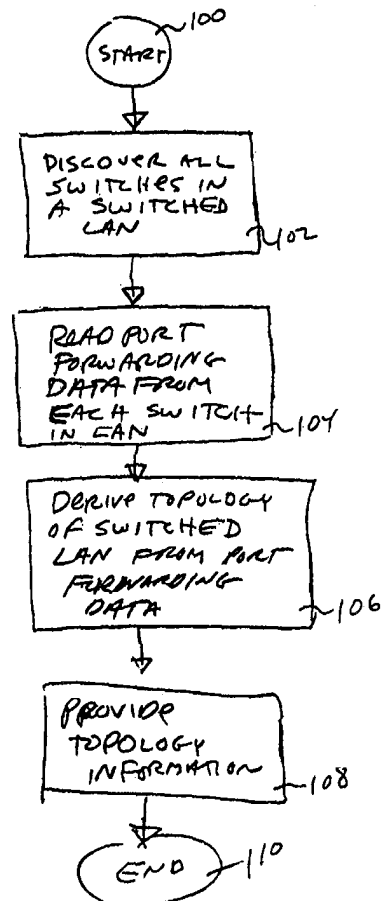 100
START
DISCOVER ALL
SWITCHES IN
A SWITCHED
LAN
102
READ PORT
FORWARDING
DATA FROM
EACH SWITCH
IN LAN
104
DERIVE TOPOLOGY
OF SWITCHED
LAN FROM PORT
FORWARDING
DATA
106
PROVIDE
TOPOLOGY
INFORMATION
108
END
110